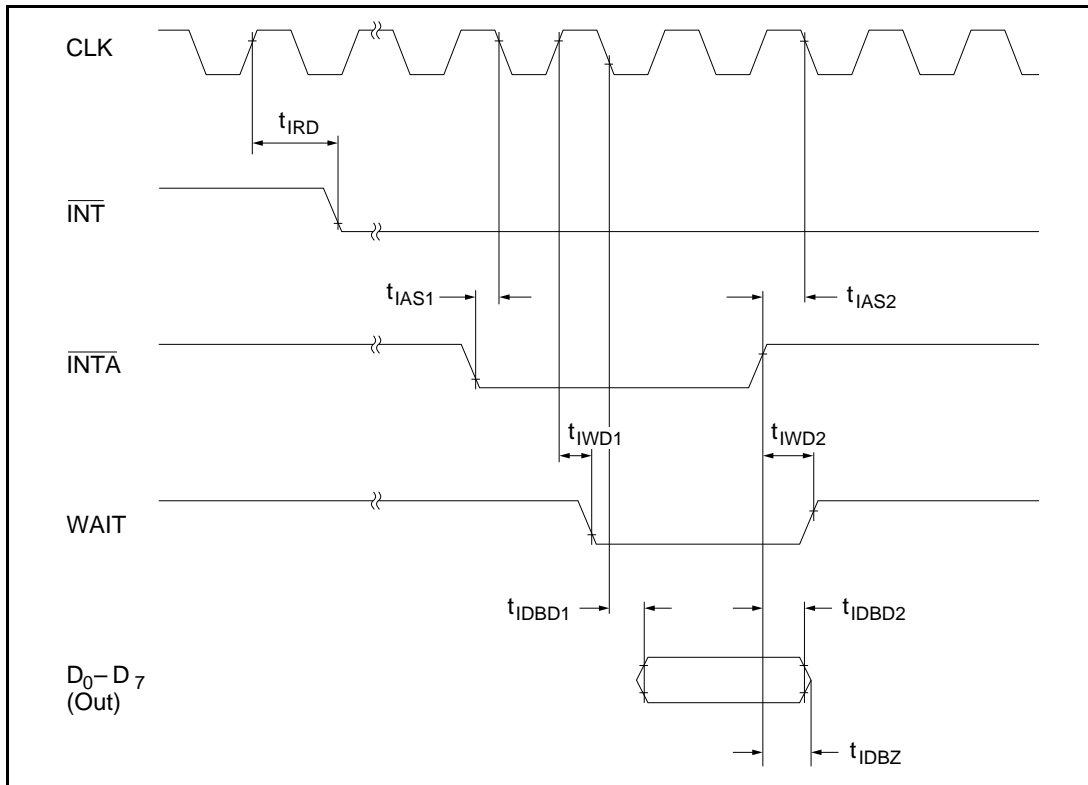 CLK
tIRD
INT
tIAS1
tIAS2
INTA
tIWD1
tIWD2
WAIT
tIDBD1
tIDBD2
D0– D7
(Out)
tIDBZ